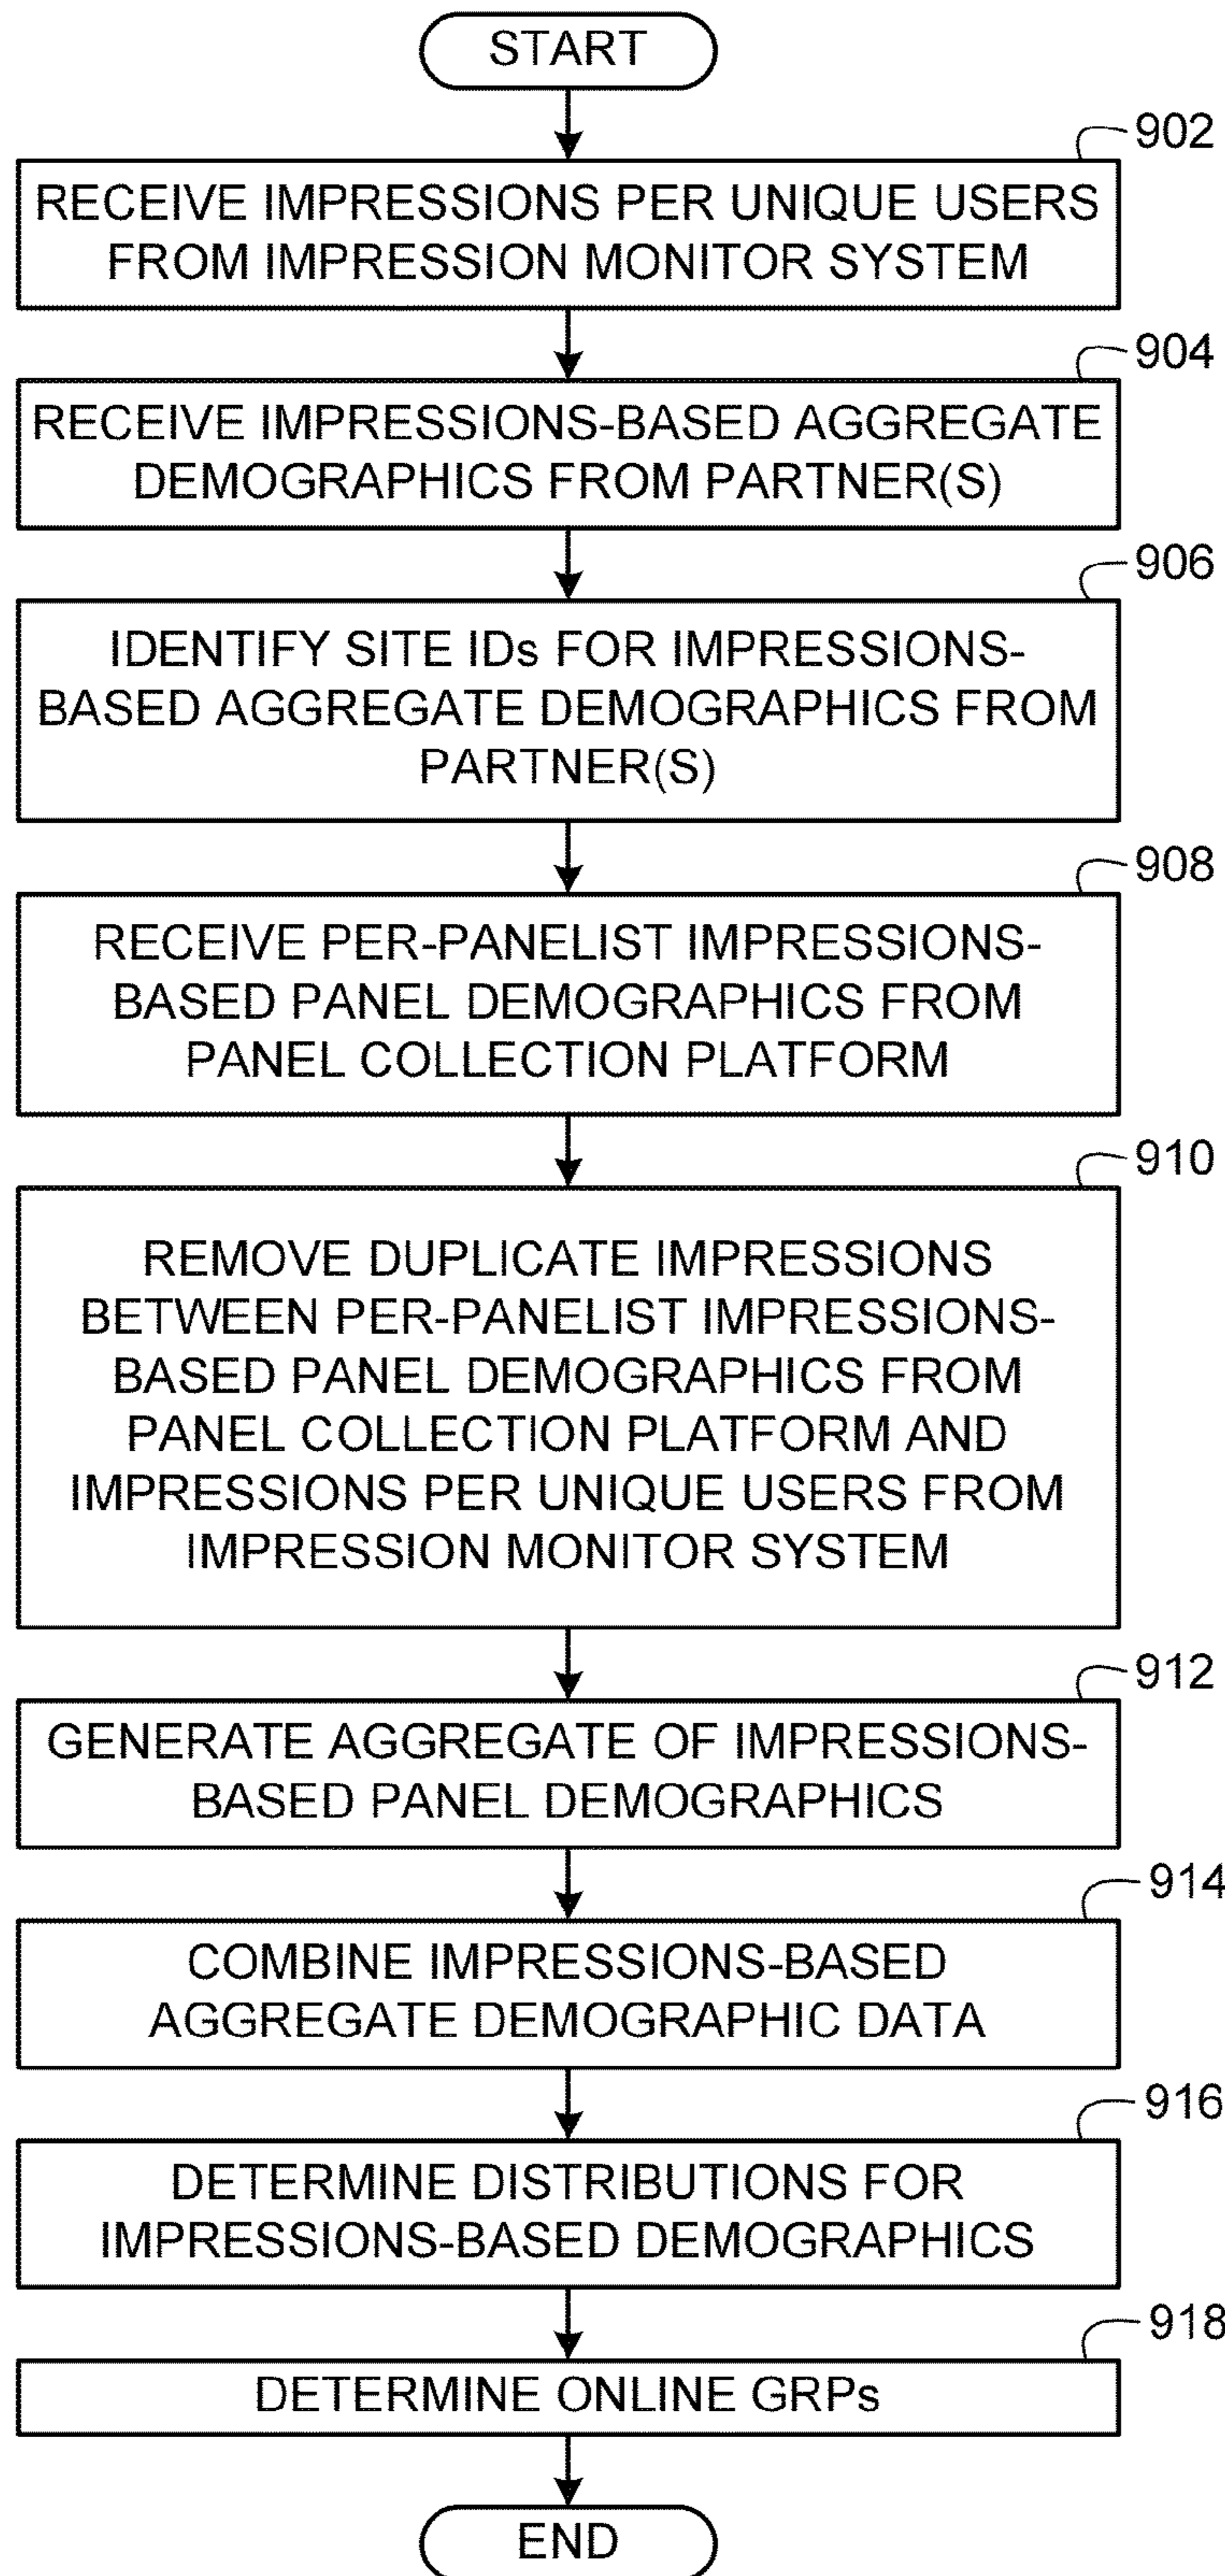 START
902
RECEIVE IMPRESSIONS PER UNIQUE USERS
FROM IMPRESSION MONITOR SYSTEM
904
RECEIVE IMPRESSIONS-BASED AGGREGATE
DEMOGRAPHICS FROM PARTNER(S)
906
IDENTIFY SITE IDs FOR IMPRESSIONS-
BASED AGGREGATE DEMOGRAPHICS FROM
PARTNER(S)
908
RECEIVE PER-PANELIST IMPRESSIONS-
BASED PANEL DEMOGRAPHICS FROM
PANEL COLLECTION PLATFORM
910
REMOVE DUPLICATE IMPRESSIONS
BETWEEN PER-PANELIST IMPRESSIONS-
BASED PANEL DEMOGRAPHICS FROM
PANEL COLLECTION PLATFORM AND
IMPRESSIONS PER UNIQUE USERS FROM
IMPRESSION MONITOR SYSTEM
912
GENERATE AGGREGATE OF IMPRESSIONS-
BASED PANEL DEMOGRAPHICS
914
COMBINE IMPRESSIONS-BASED
AGGREGATE DEMOGRAPHIC DATA
916
DETERMINE DISTRIBUTIONS FOR
IMPRESSIONS-BASED DEMOGRAPHICS
918
DETERMINE ONLINE GRPs
END